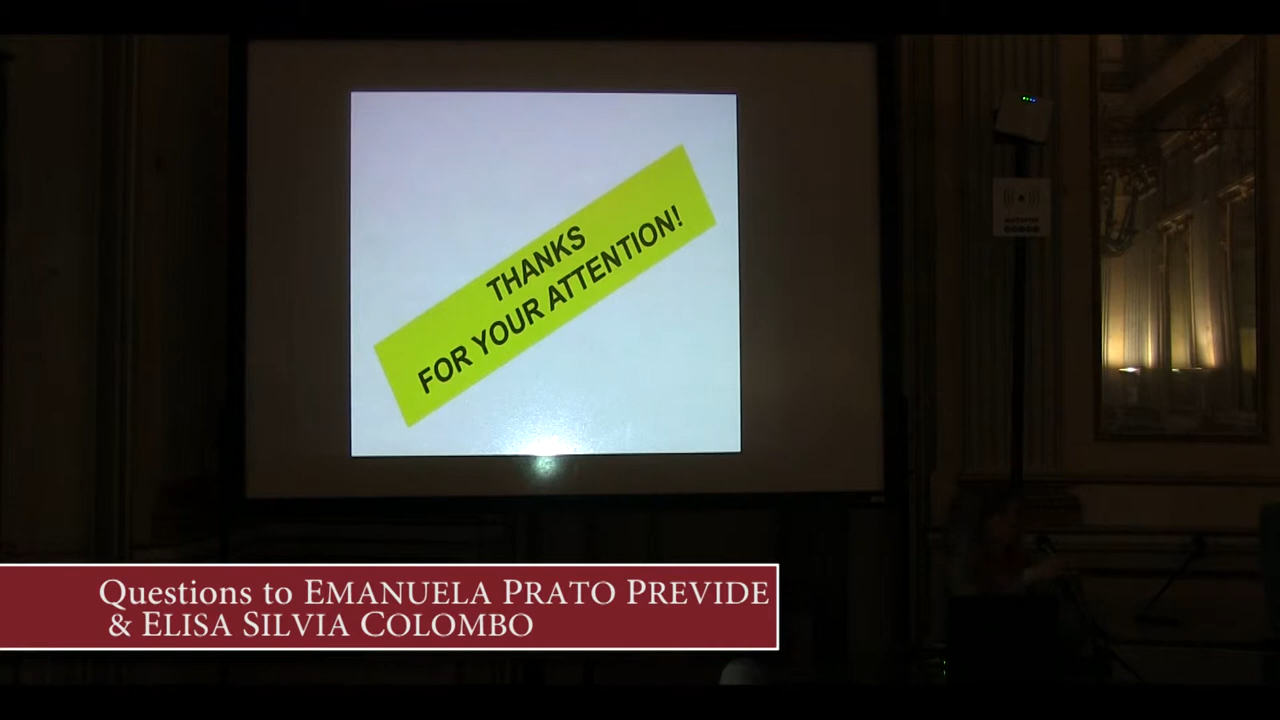 THANKS
FOR YOUR ATTENTION!
Questions to EMANUELA PRATO PREVIDE
& ELISA SILVIA COLOMBO